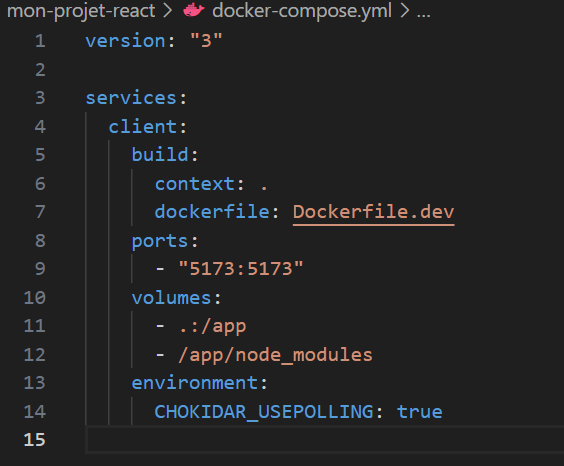 mon-projet-react > docker-compose.yml > ...
1 version: "3"
2
3 services:
4   client:
5     build:
6       context: .
7       dockerfile: Dockerfile.dev
8     ports:
9       - "5173:5173"
10     volumes:
11       - .:/app
12       - /app/node_modules
13     environment:
14       CHOKIDAR_USEPOLLING: true
15